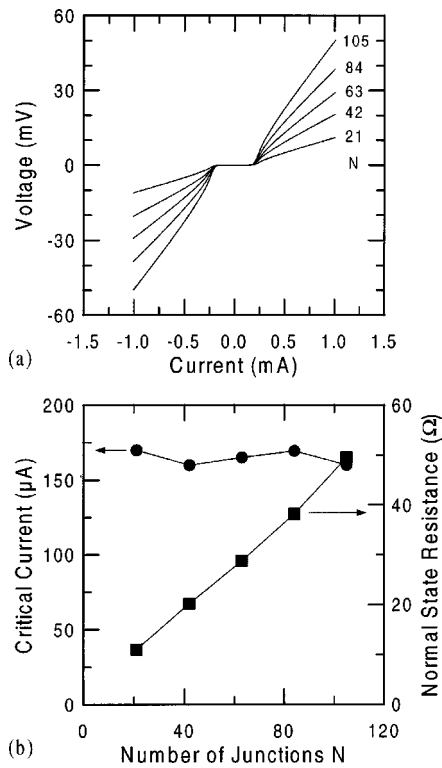 60
30
0
-30
-60
Voltage (mV)
105
84
63
42
21
N
-1.5 -1.0 -0.5 0.0 0.5 1.0 1.5
(a)
Current (mA)
200
150
100
50
0
Critical Current (µA)
60
40
20
0
Normal State Resistance (Ω)
0 40 80 120
(b)
Number of Junctions N